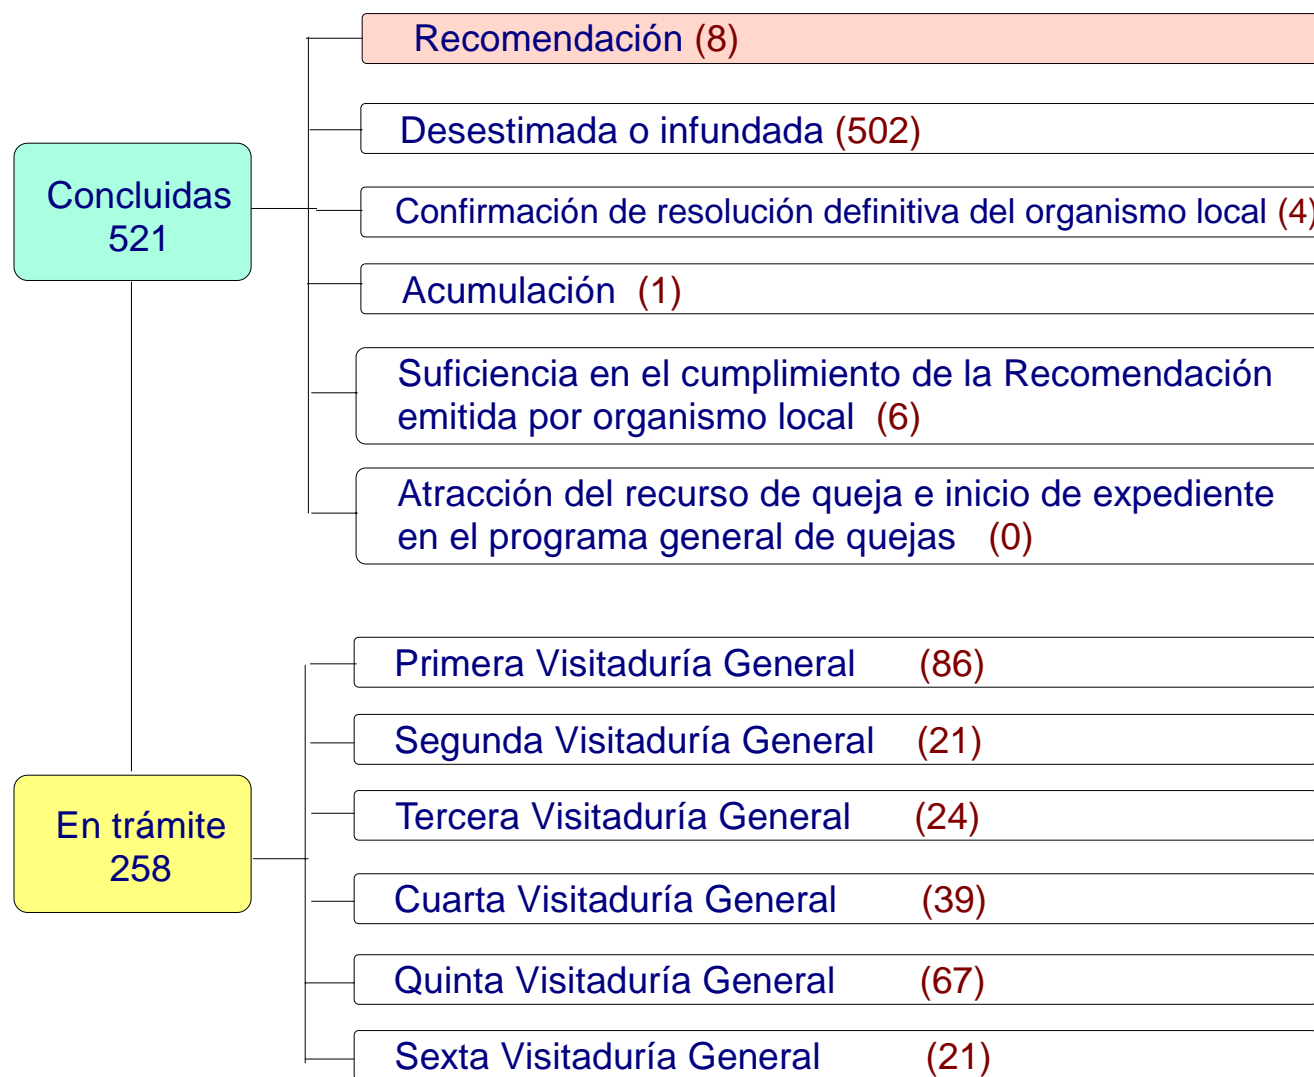 Recomendación (8)
Desestimada o infundada (502)
Concluidas
521
Confirmación de resolución definitiva del organismo local (4)
Acumulación (1)
Suficiencia en el cumplimiento de la Recomendación
emitida por organismo local (6)
Atracción del recurso de queja e inicio de expediente
en el programa general de quejas (0)
Primera Visitaduría General (86)
Segunda Visitaduría General (21)
Tercera Visitaduría General (24)
En trámite
258
Cuarta Visitaduría General (39)
Quinta Visitaduría General (67)
Sexta Visitaduría General (21)